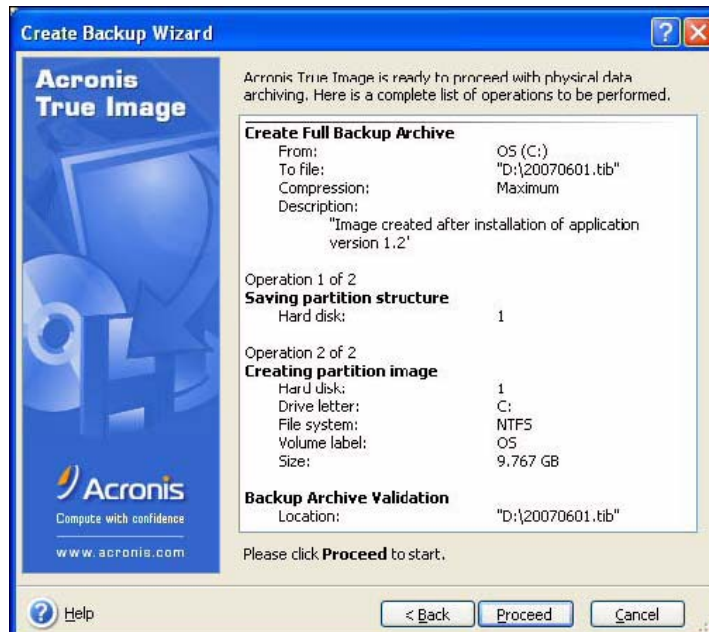 Create Backup Wizard
Acronis
True Image
Acronis
Compute with confidence
www.acronis.com
Acronis True Image is ready to proceed with physical data
archiving. Here is a complete list of operations to be performed.
Create Full Backup Archive
From: OS (C:)
To file: "D:\20070601.tib"
Compression: Maximum
Description:
"Image created after installation of application
version 1.2'
Operation 1 of 2
Saving partition structure
Hard disk: 1
Operation 2 of 2
Creating partition image
Hard disk: 1
Drive letter: C:
File system: NTFS
Volume label: OS
Size: 9.767 GB
Backup Archive Validation
Location: "D:\20070601.tib"
Please click Proceed to start.
Help
< Back
Proceed
Cancel